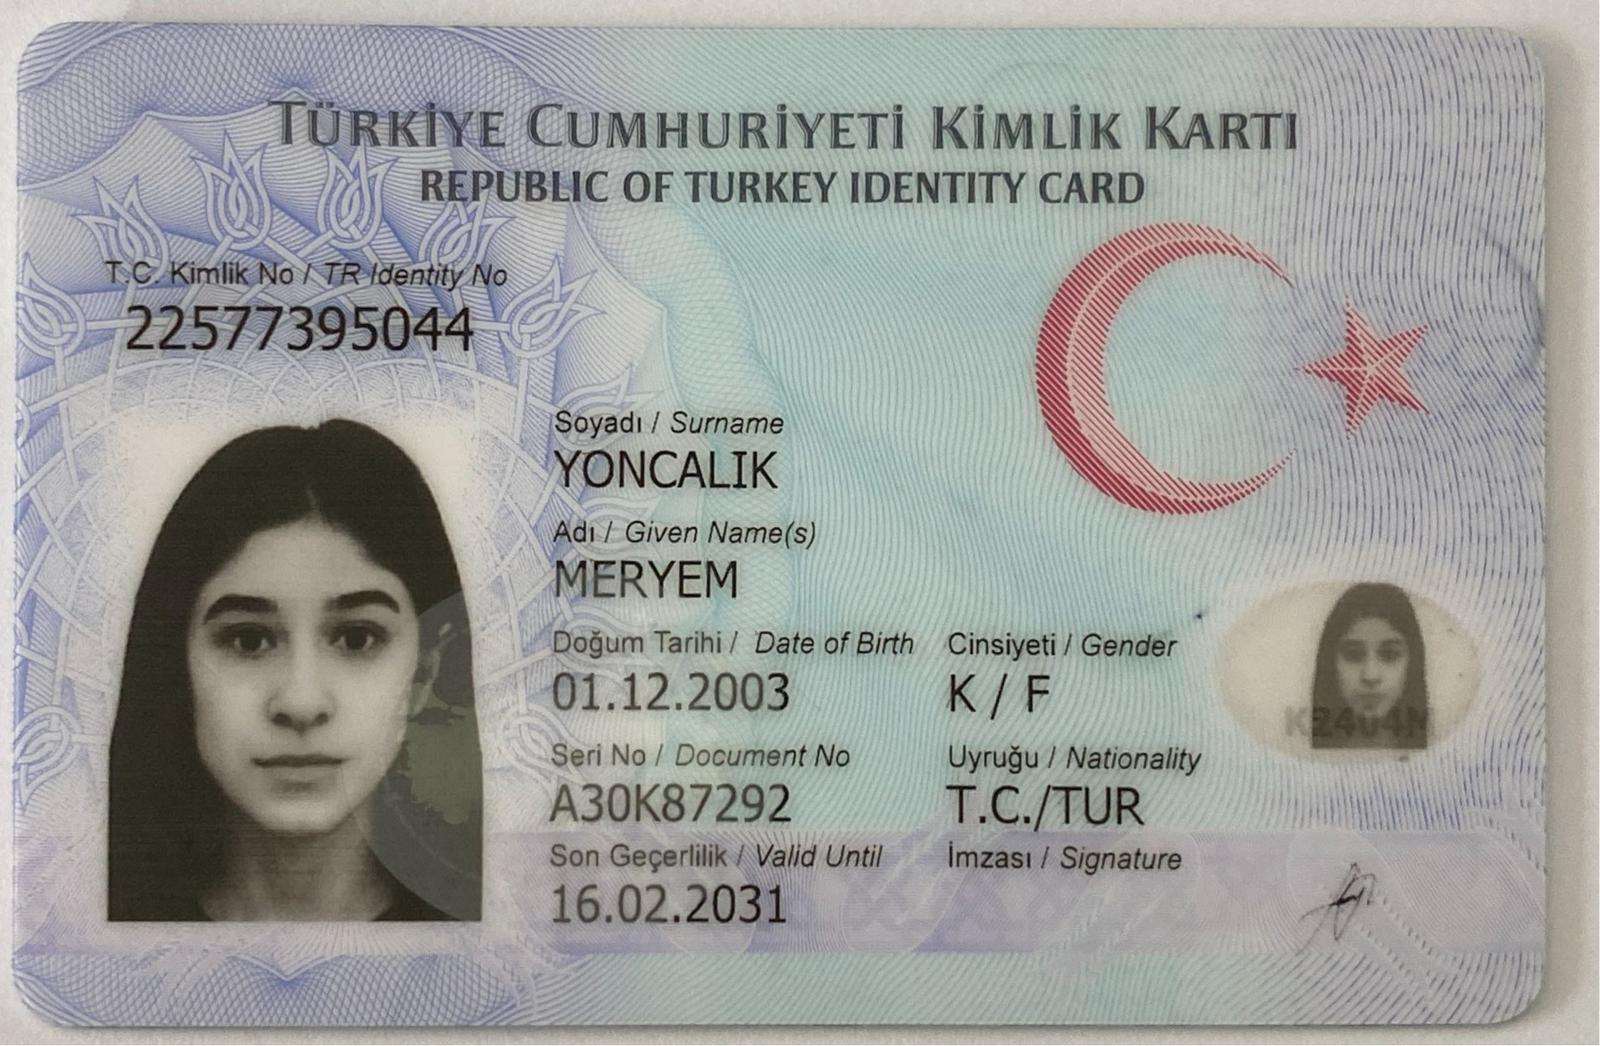 TÜRKİYE CUMHURİYETİ KİMLİK KARTI
REPUBLIC OF TURKEY IDENTITY CARD
T.C. Kimlik No / TR Identity No
22577395044
Soyadı / Surname
YONCALIK
Adı / Given Name(s)
MERYEM
Doğum Tarihi / Date of Birth Cinsiyeti / Gender
01.12.2003 K / F
Seri No / Document No Uyruğu / Nationality
A30K87292 T.C./TUR
Son Geçerlilik / Valid Until İmzası / Signature
16.02.2031